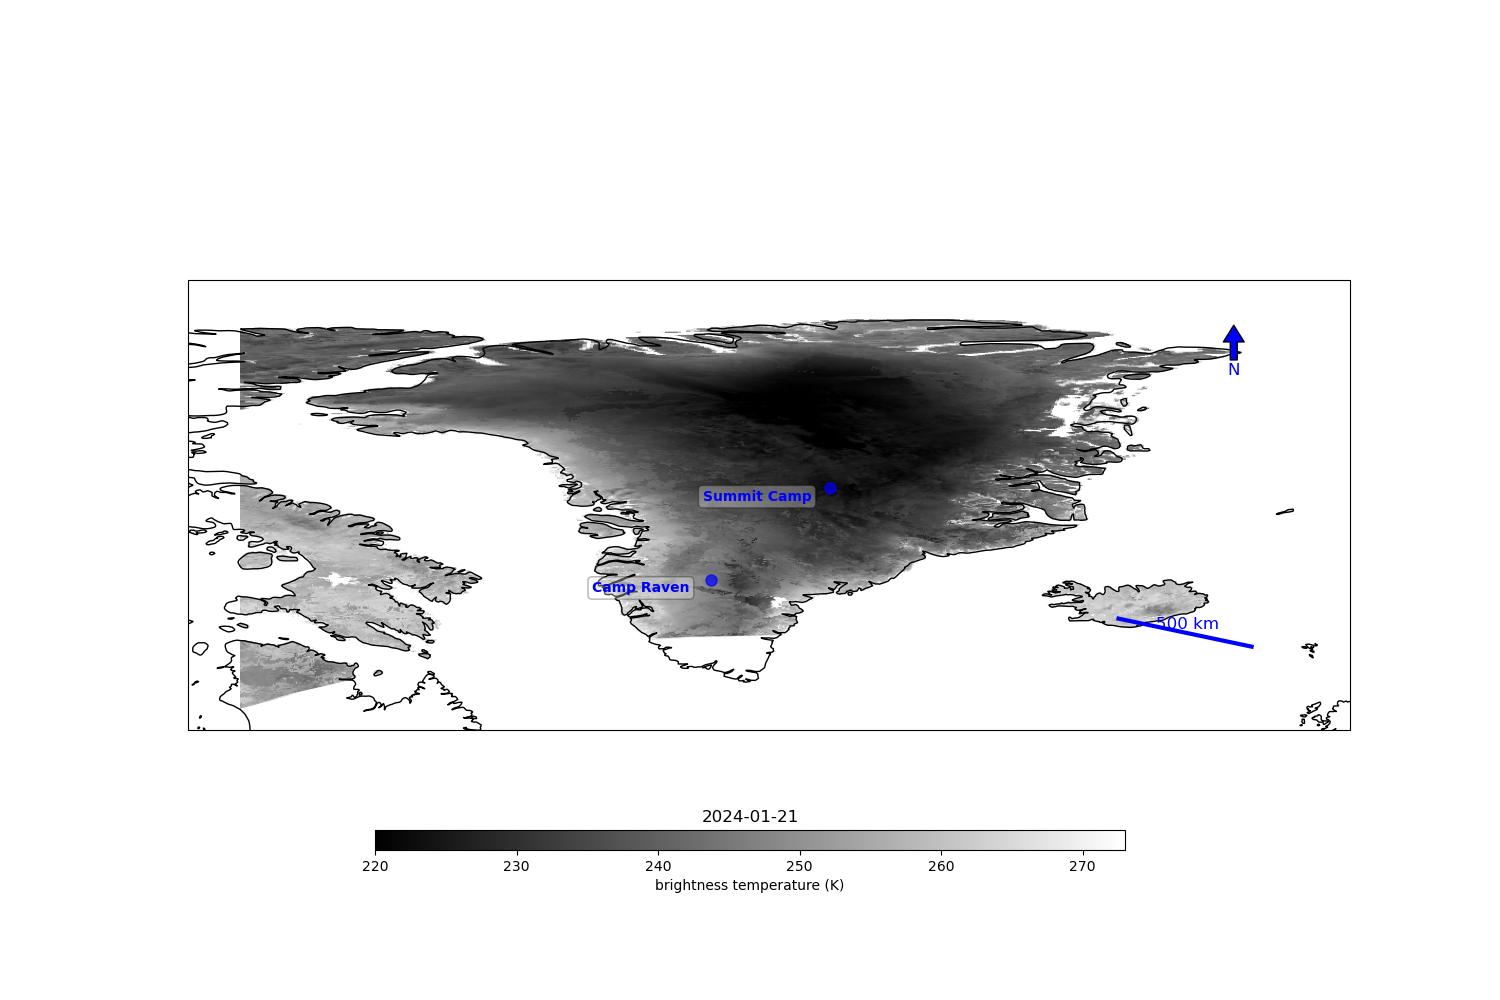 N
Summit Camp
Camp Raven
500 km
2024-01-21
220 230 240 250 260 270
brightness temperature (K)